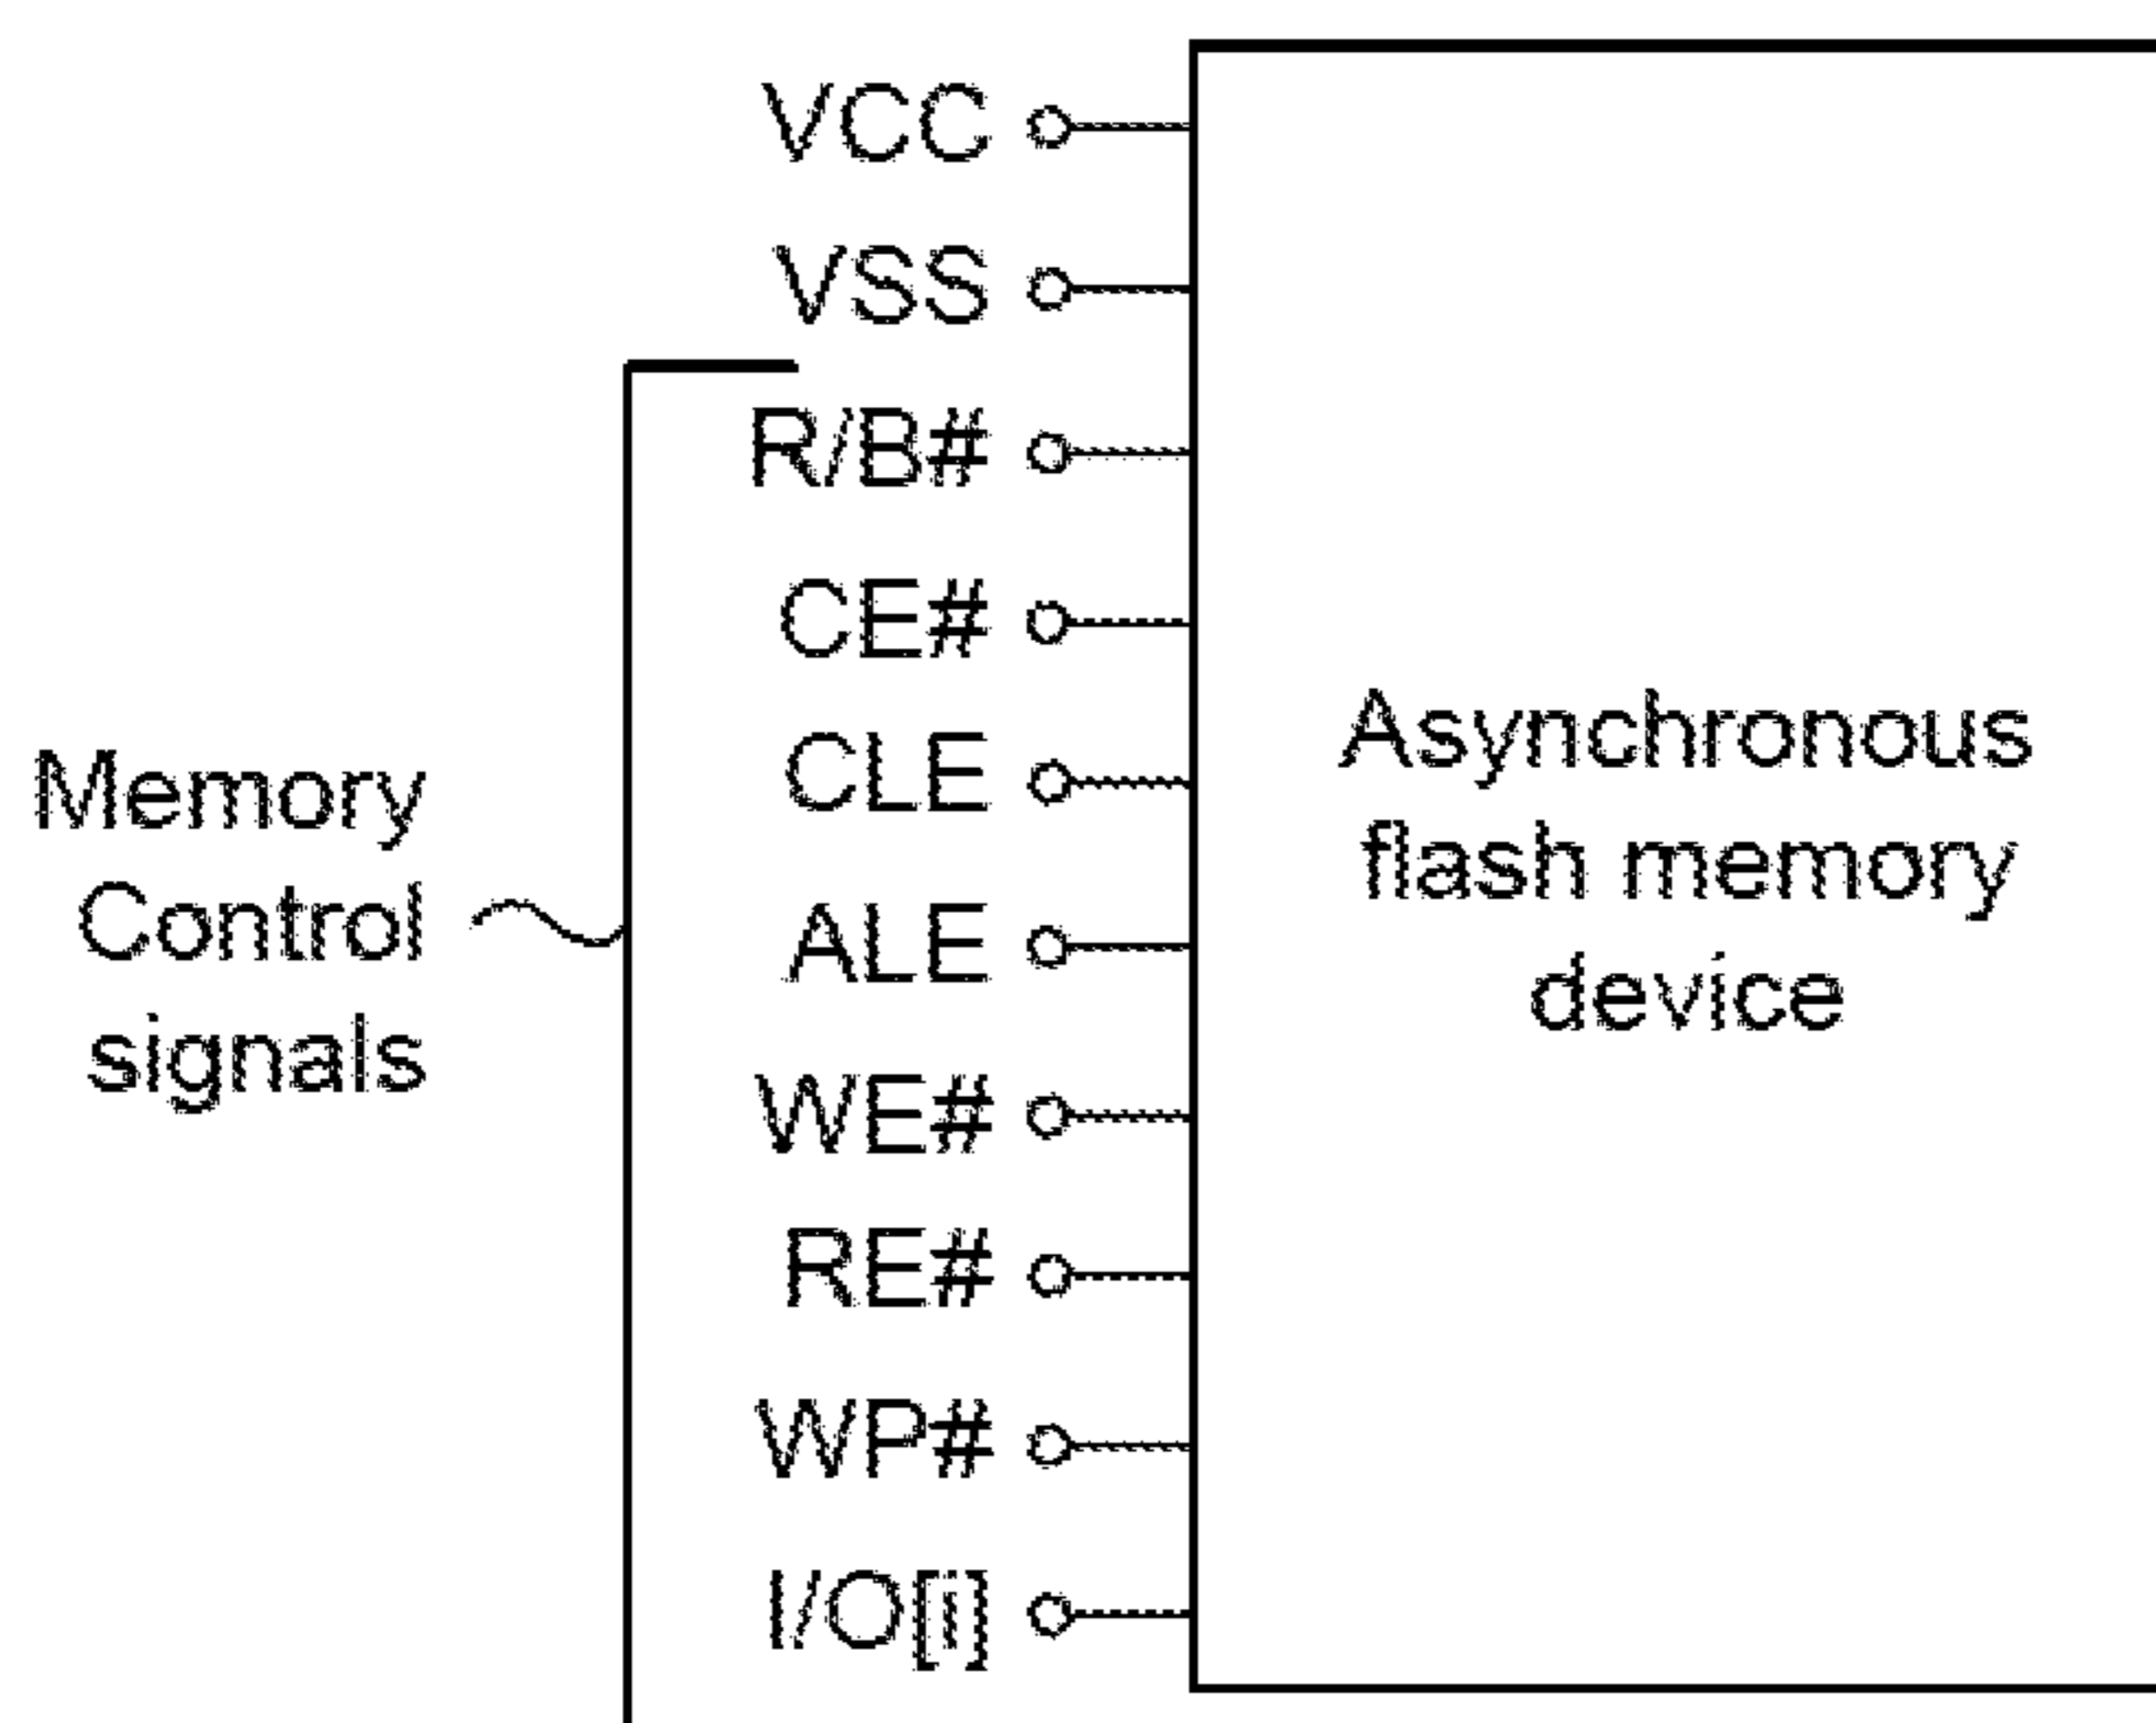 VCC
VSS
R/B#
CE#
CLE
ALE
WE#
RE#
WP#
I/O[i]
Memory
Control
signals
Asynchronous
flash memory
device